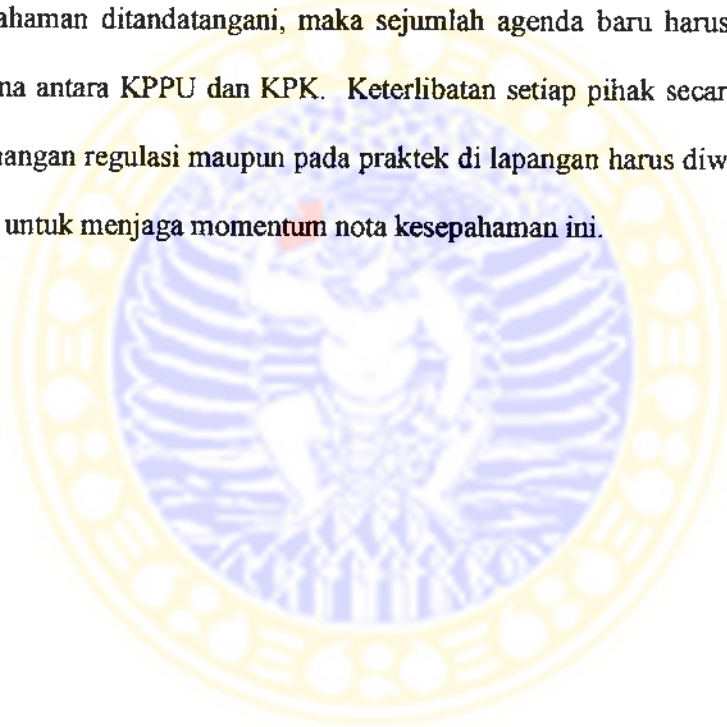 ahaman ditandatangani, maka sejumlah agenda baru harus
na antara KPPU dan KPK. Keterlibatan setiap pihak secar
nangan regulasi maupun pada praktek di lapangan harus diw
untuk menjaga momentum nota kesepahaman ini.